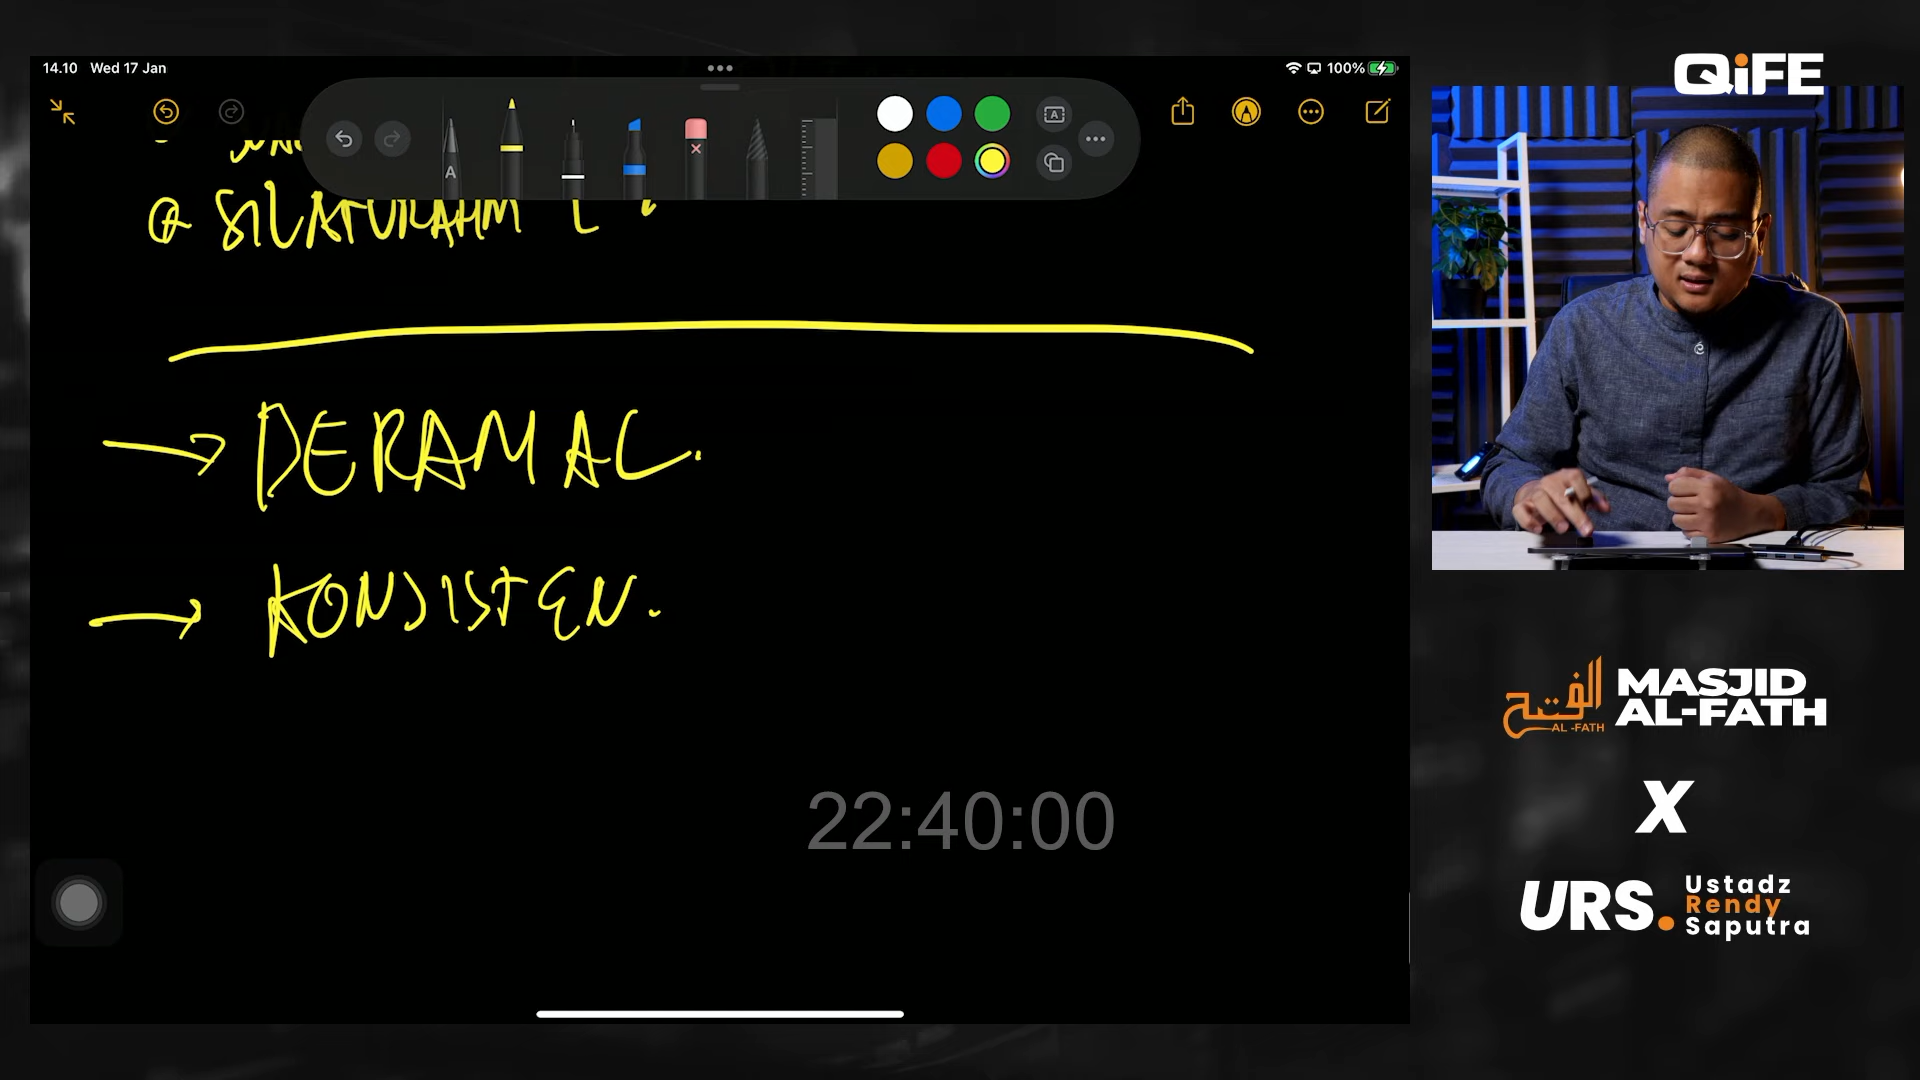 14.10 Wed 17 Jan
100%
QiFE
A
A
SILATURAHM
→ DERAMAL.
→ KONSISTEN.
22:40:00
الفتح
AL -FATH
MASJID
AL-FATH
X
URS.
Ustadz
Rendy
Saputra